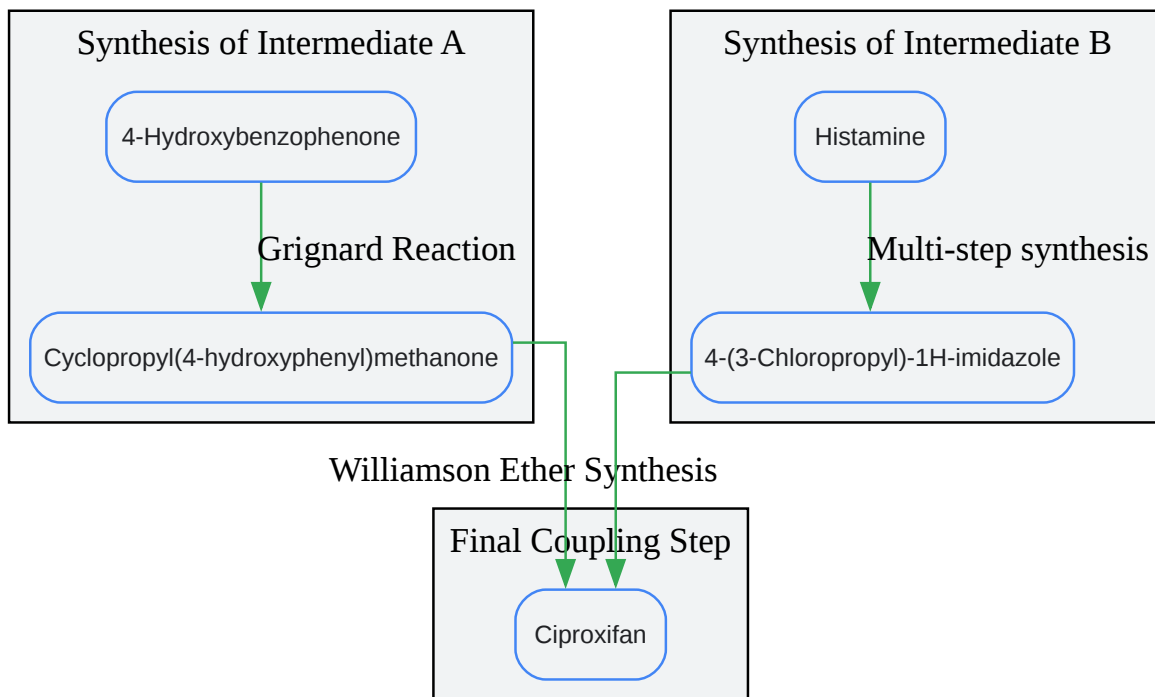 Synthesis of Intermediate A
4-Hydroxybenzophenone
Grignard Reaction
Cyclopropyl(4-hydroxyphenyl)methanone
Synthesis of Intermediate B
Histamine
Multi-step synthesis
4-(3-Chloropropyl)-1H-imidazole
Williamson Ether Synthesis
Final Coupling Step
Ciproxifan